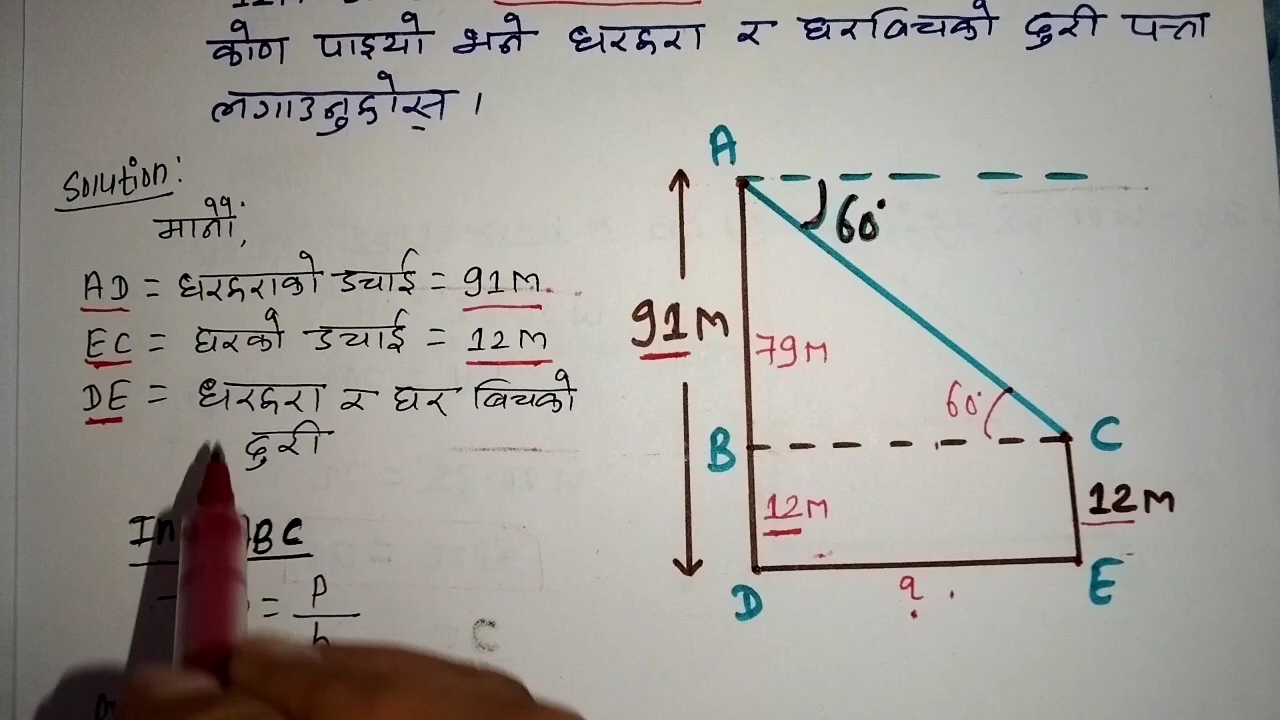 कोण पाइयो भने धरहरा र घरबिचको दुरी पत्ता
लगाउनुहोस् ।
Solution:
मानौं,
AD = धरहराको उचाई = 91M.
EC = घरको उचाई = 12M
DE = धरहरा र घर बिचको
दुरी
BC
= P
A
60°
91M
79M
60°
B
C
12M
12M
D
?
E